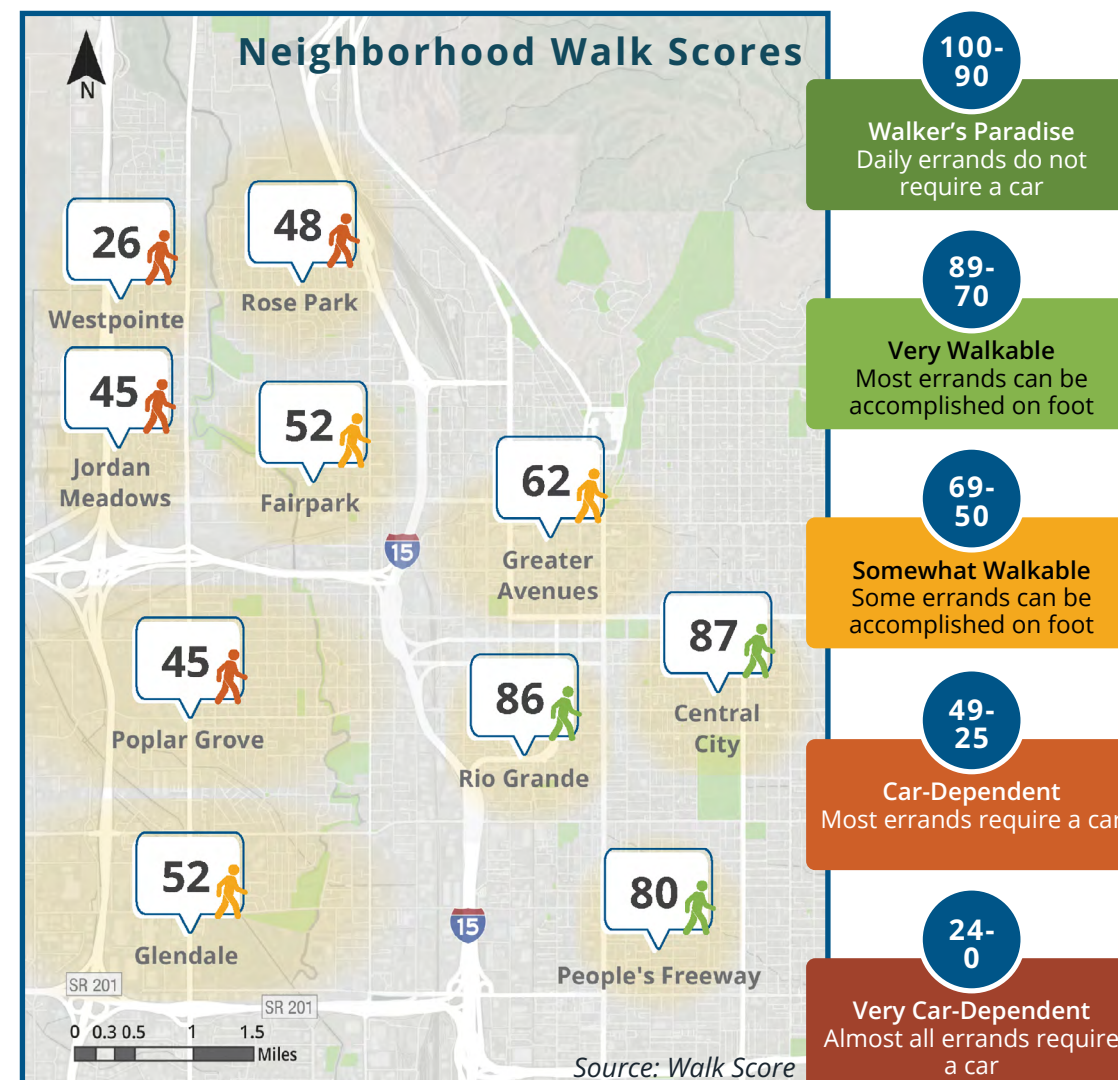 Neighborhood Walk Scores
N
26
Westpointe
48
Rose Park
45
Jordan
Meadows
52
Fairpark
62
Greater
Avenues
15
45
Poplar Grove
86
Rio Grande
87
Central
City
52
Glendale
80
People's Freeway
15
SR 201
SR 201
0 0.3 0.5 1 1.5
Miles
Source: Walk Score
100-
90
Walker's Paradise
Daily errands do not
require a car
89-
70
Very Walkable
Most errands can be
accomplished on foot
69-
50
Somewhat Walkable
Some errands can be
accomplished on foot
49-
25
Car-Dependent
Most errands require a car
24-
0
Very Car-Dependent
Almost all errands require
a car